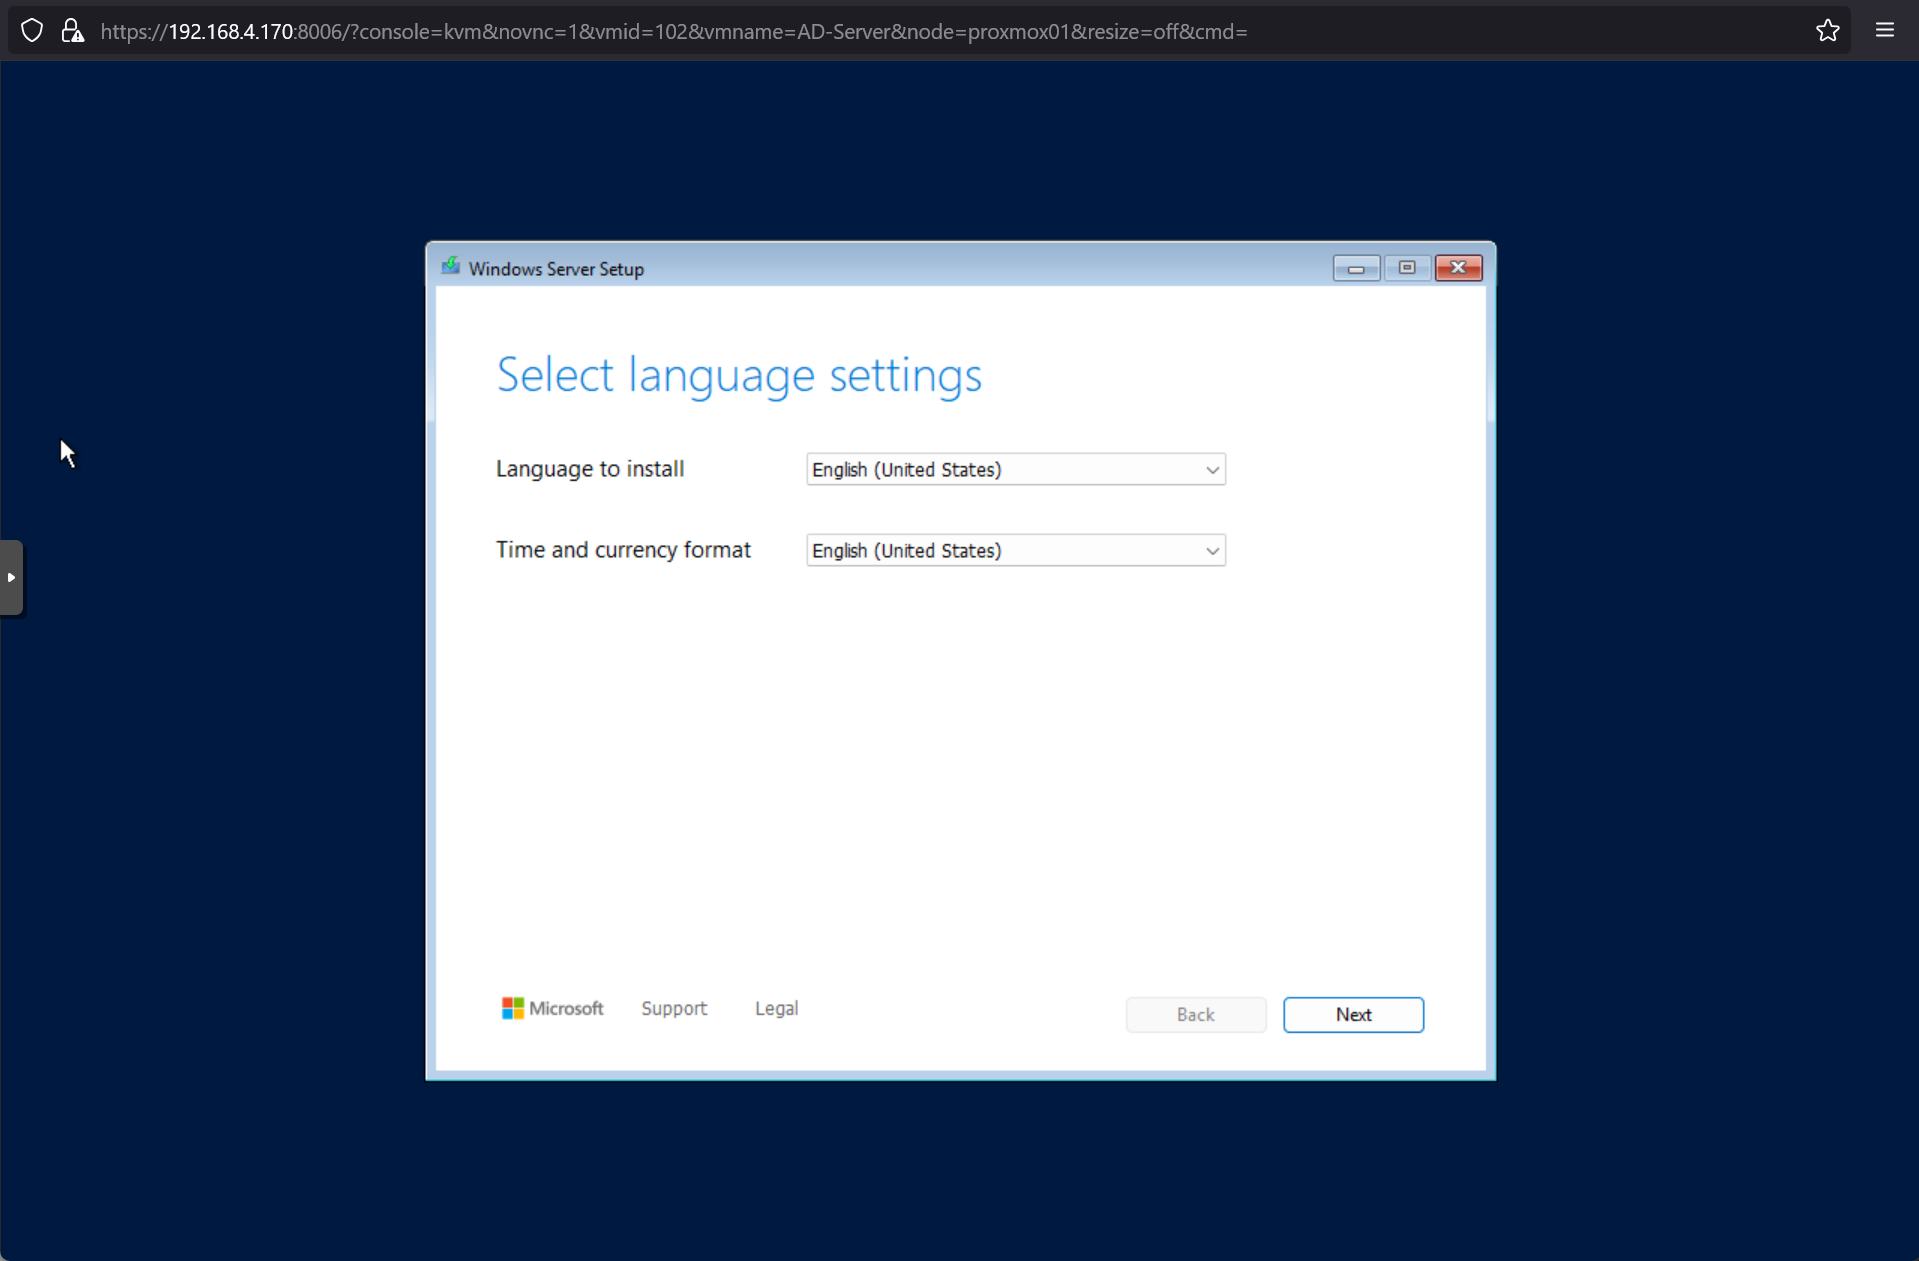 https://192.168.4.170:8006/?console=kvm&novnc=1&vmid=102&vmname=AD-Server&node=proxmox01&resize=off&cmd=
Windows Server Setup
Select language settings
Language to install English (United States)
Time and currency format English (United States)
Microsoft Support Legal Back Next